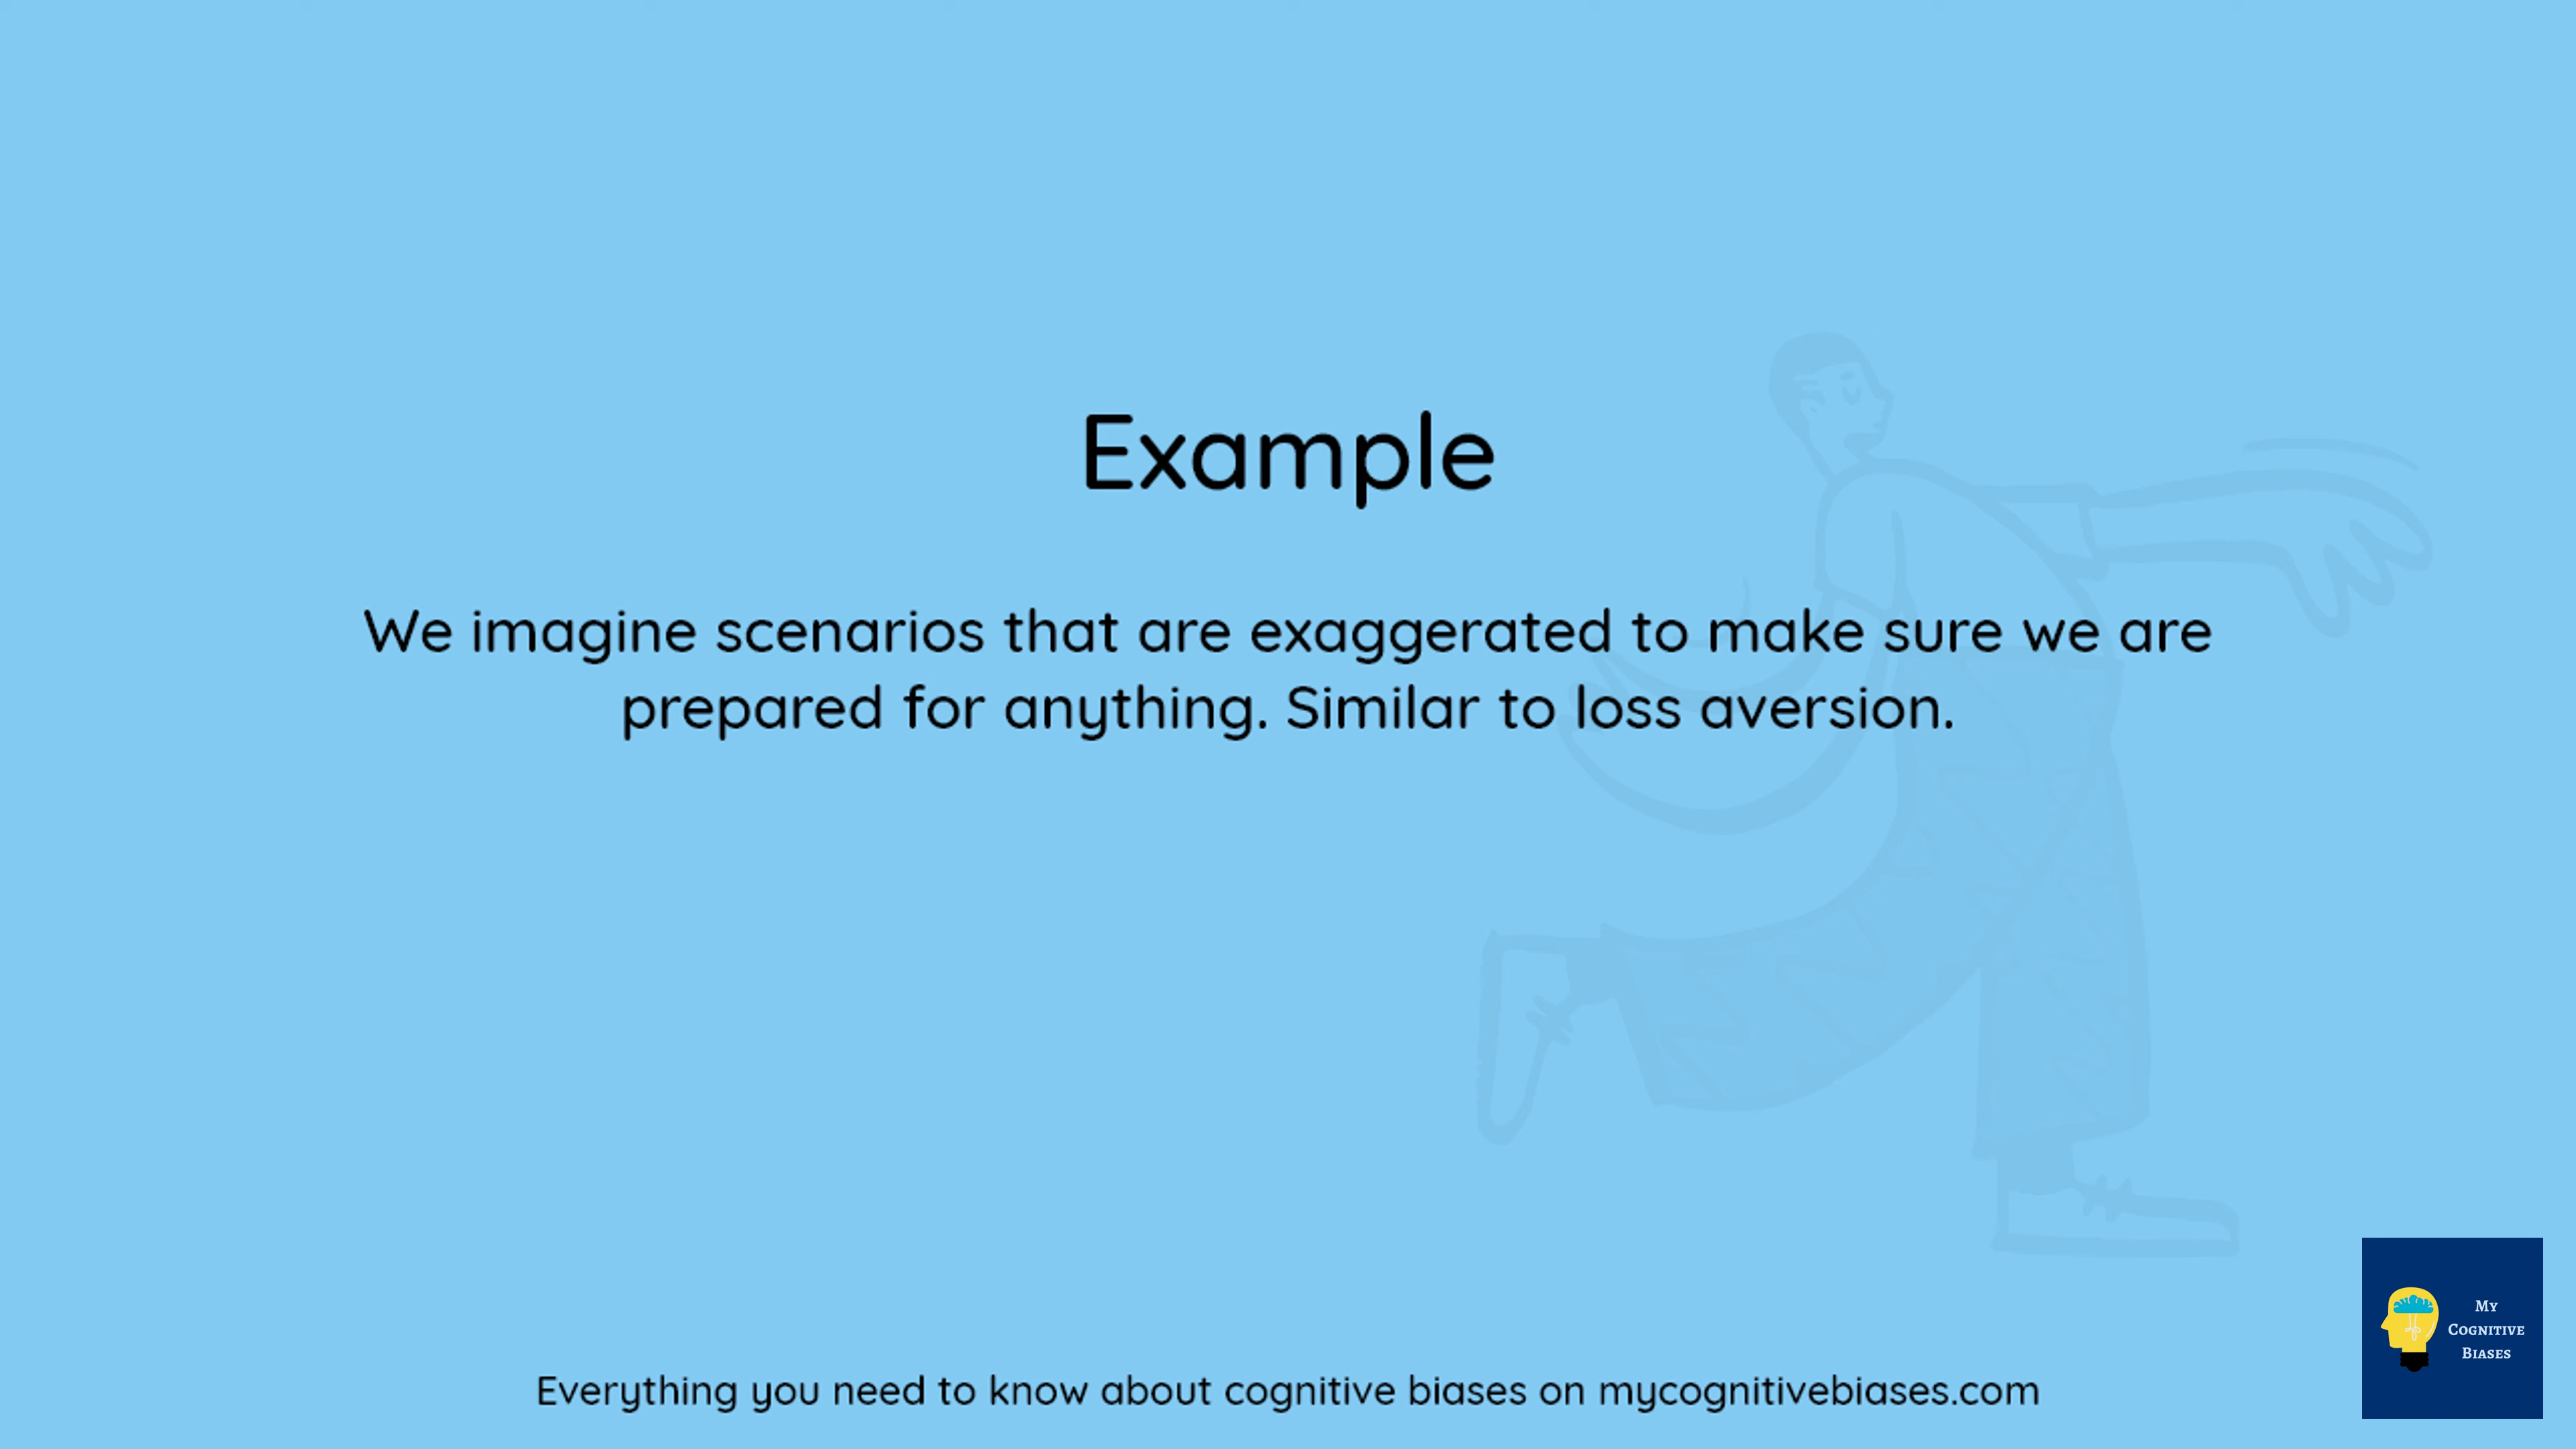 Example
We imagine scenarios that are exaggerated to make sure we are
prepared for anything. Similar to loss aversion.
My
Cognitive
Biases
Everything you need to know about cognitive biases on mycognitivebiases.com